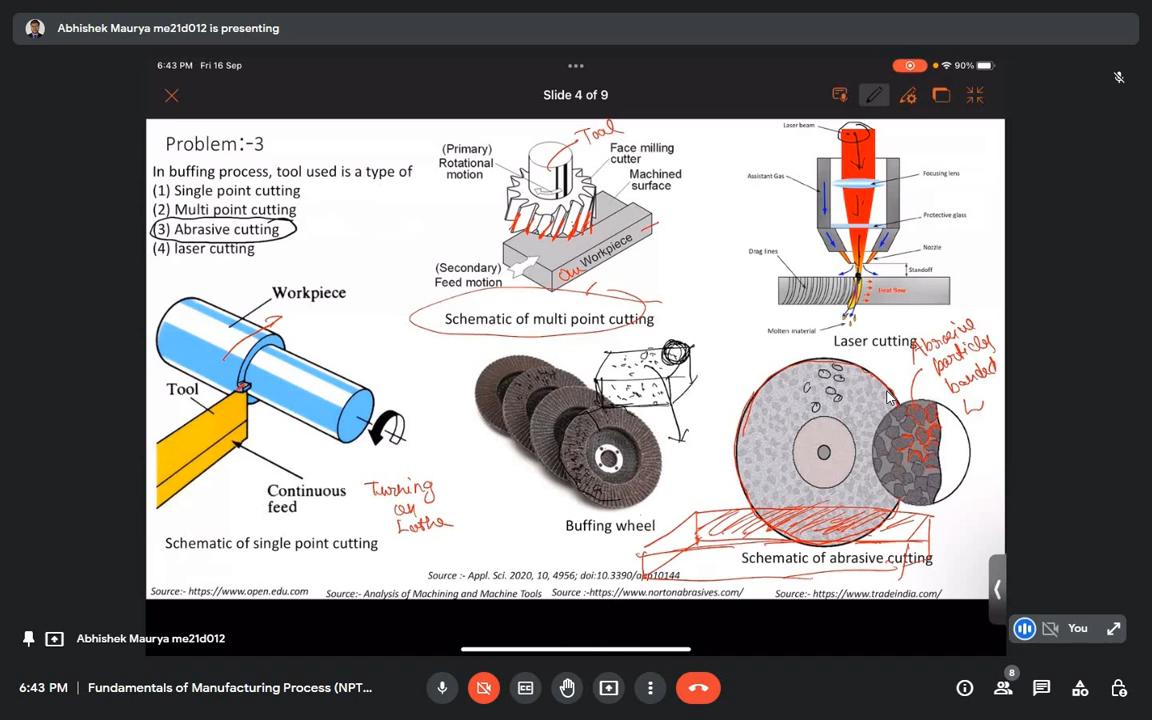 Abhishek Maurya me21d012 is presenting
6:43 PM Fri 16 Sep
90%
Slide 4 of 9
Problem:-3
In buffing process, tool used is a type of
(1) Single point cutting
(2) Multi point cutting
(3) Abrasive cutting
(4) laser cutting
Workpiece
Tool
Continuous
feed
Turning
on
Lathe
Schematic of single point cutting
Tool
(Primary)
Rotational
motion
Face milling
cutter
Machined
surface
Workpiece
(Secondary)
Feed motion
Schematic of multi point cutting
Buffing wheel
Laser beam
Assistant Gas
Focusing lens
Protective glass
Nozzle
Drag lines
Standoff
Heat flow
Molten material
Laser cutting
Abrasive
particles
bonded
Schematic of abrasive cutting
Source :- Appl. Sci. 2020, 10, 4956; doi:10.3390/app10144
Source:- https://www.open.edu.com
Source:- Analysis of Machining and Machine Tools
Source :-https://www.nortonabrasives.com/
Source:- https://www.tradeindia.com/
Abhishek Maurya me21d012
You
6:43 PM | Fundamentals of Manufacturing Process (NPT...
8